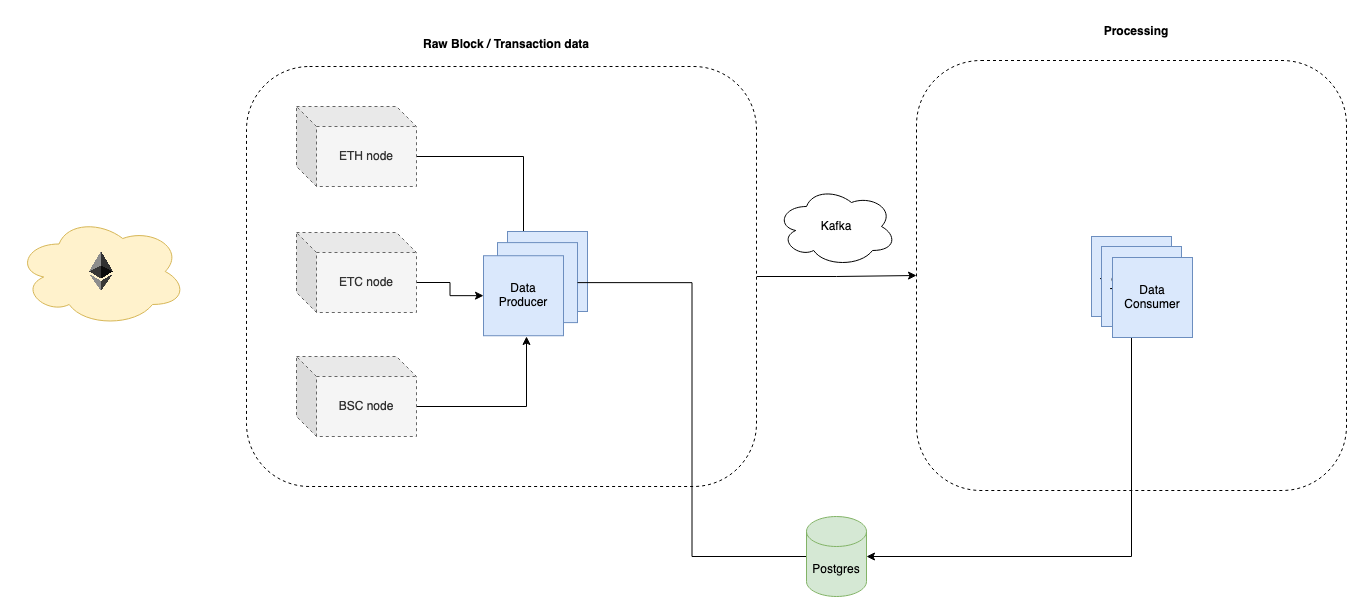 Raw Block / Transaction data
Processing
ETH node
ETC node
BSC node
Data
Producer
Kafka
Data
Consumer
Postgres